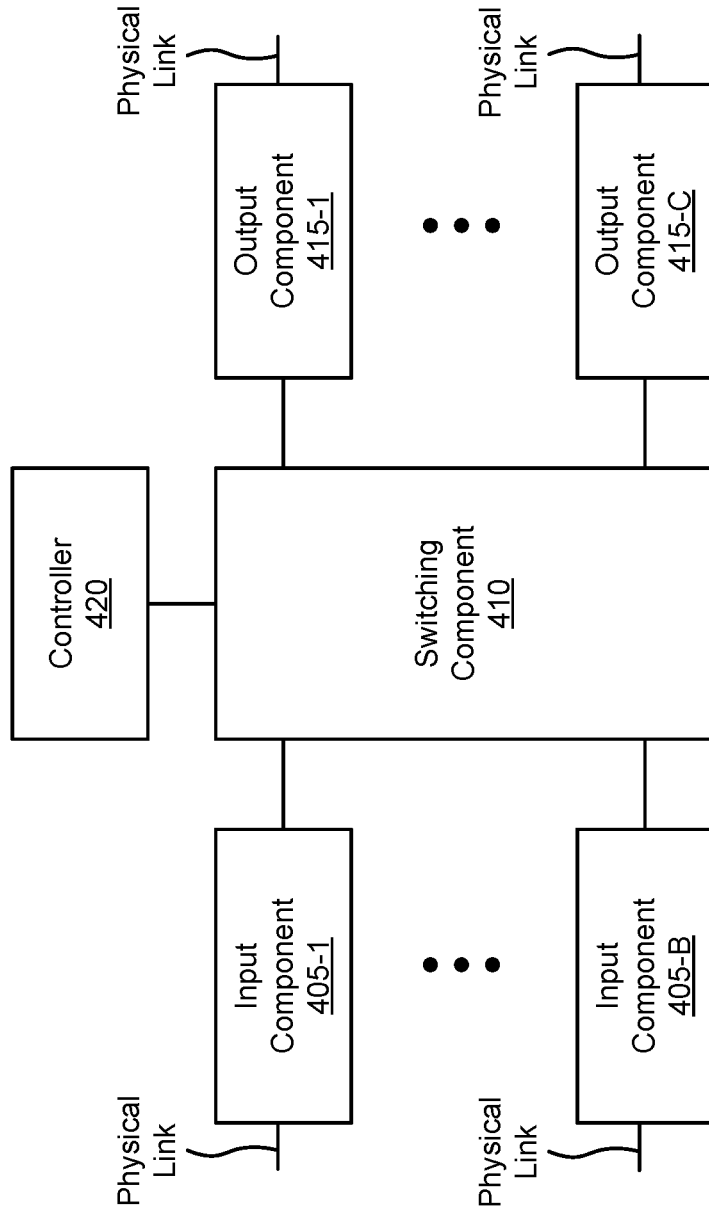 Controller
420
Physical
Link
Input
Component
405-1
Switching
Component
410
Output
Component
415-1
Physical
Link
Physical
Link
Input
Component
405-B
Output
Component
415-C
Physical
Link